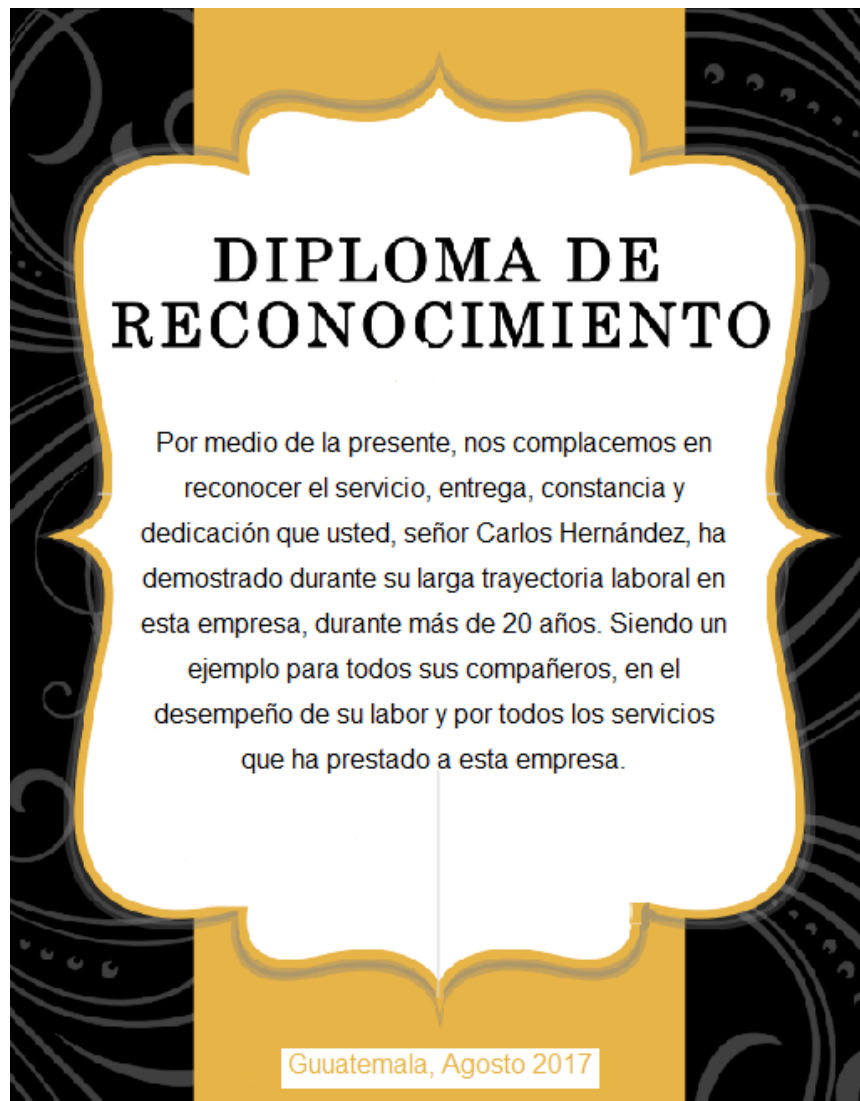 DIPLOMA DE
RECONOCIMIENTO
Por medio de la presente, nos complacemos en
reconocer el servicio, entrega, constancia y
dedicación que usted, señor Carlos Hernández, ha
demostrado durante su larga trayectoria laboral en
esta empresa, durante más de 20 años. Siendo un
ejemplo para todos sus compañeros, en el
desempeño de su labor y por todos los servicios
que ha prestado a esta empresa.
Guuatemala, Agosto 2017